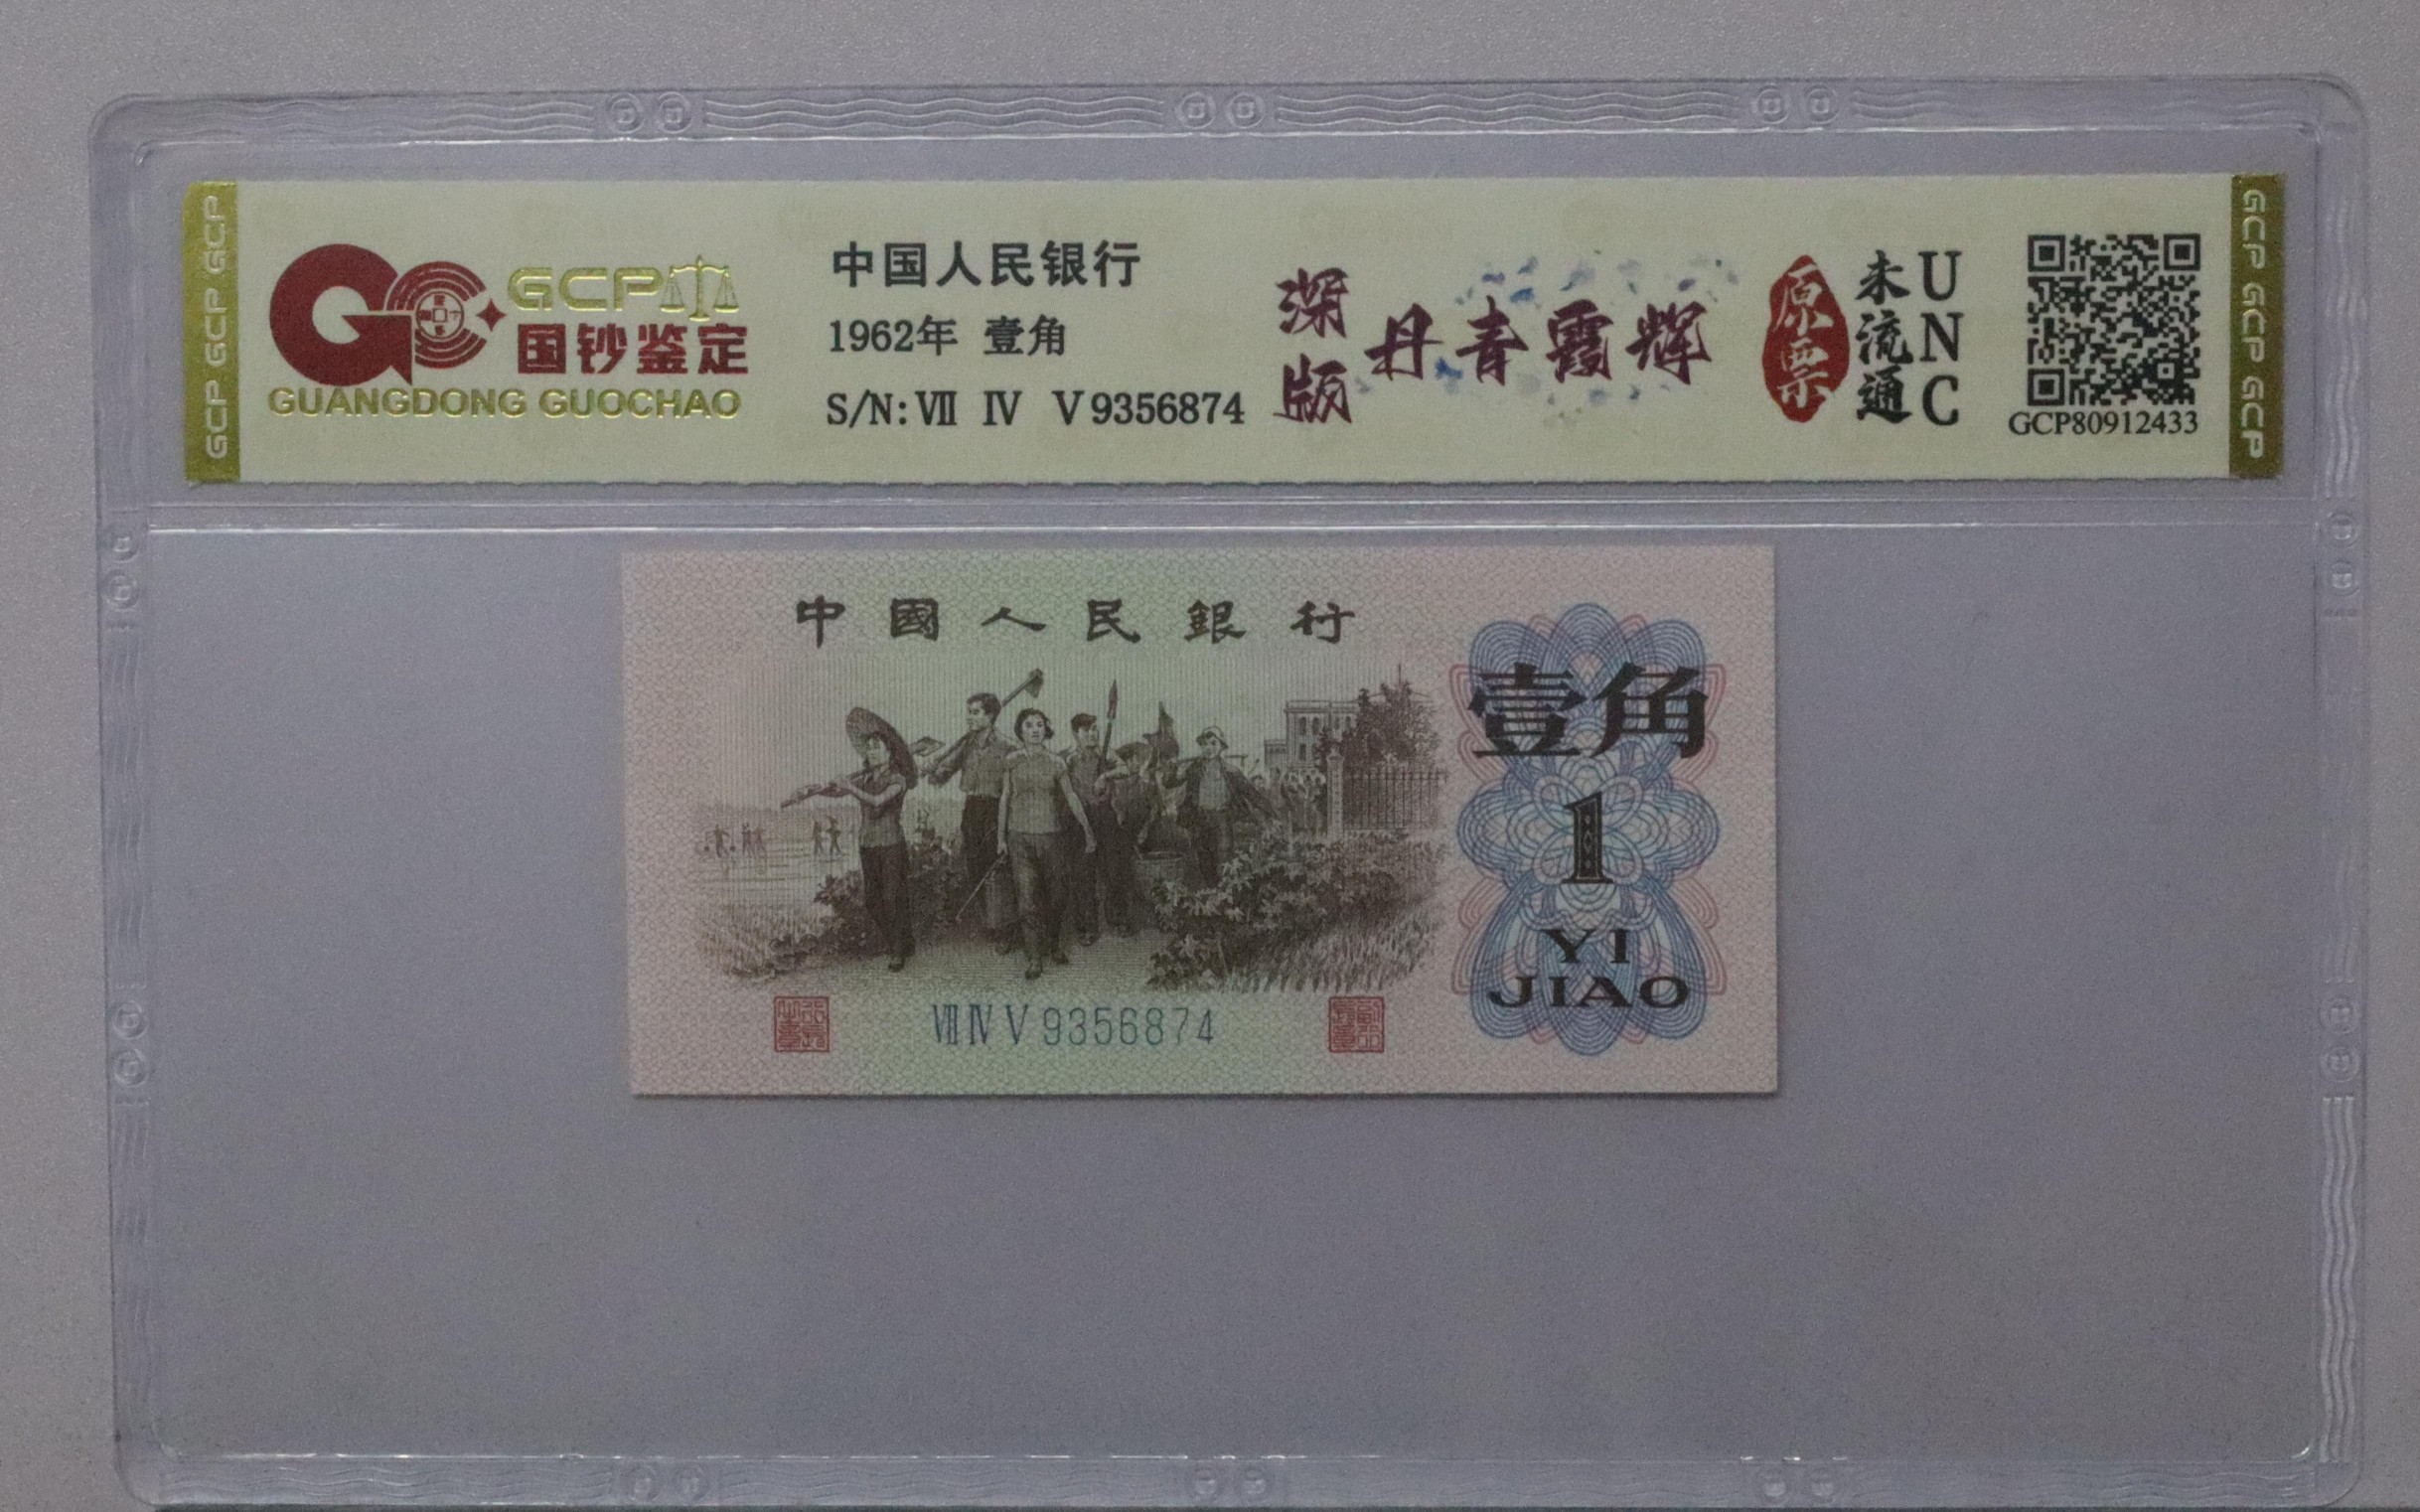 GCP GCP GCP
GCP
国钞鉴定
GUANGDONG GUOCHAO
中国人民银行
1962年 壹角
S/N: Ⅶ Ⅳ Ⅴ 9356874
深版
丹青霞辉
原票
未流通
UNC
GCP80912433
GCP GCP GCP
中國人民銀行
壹角
1
YI
JIAO
Ⅷ Ⅳ Ⅴ 9356874